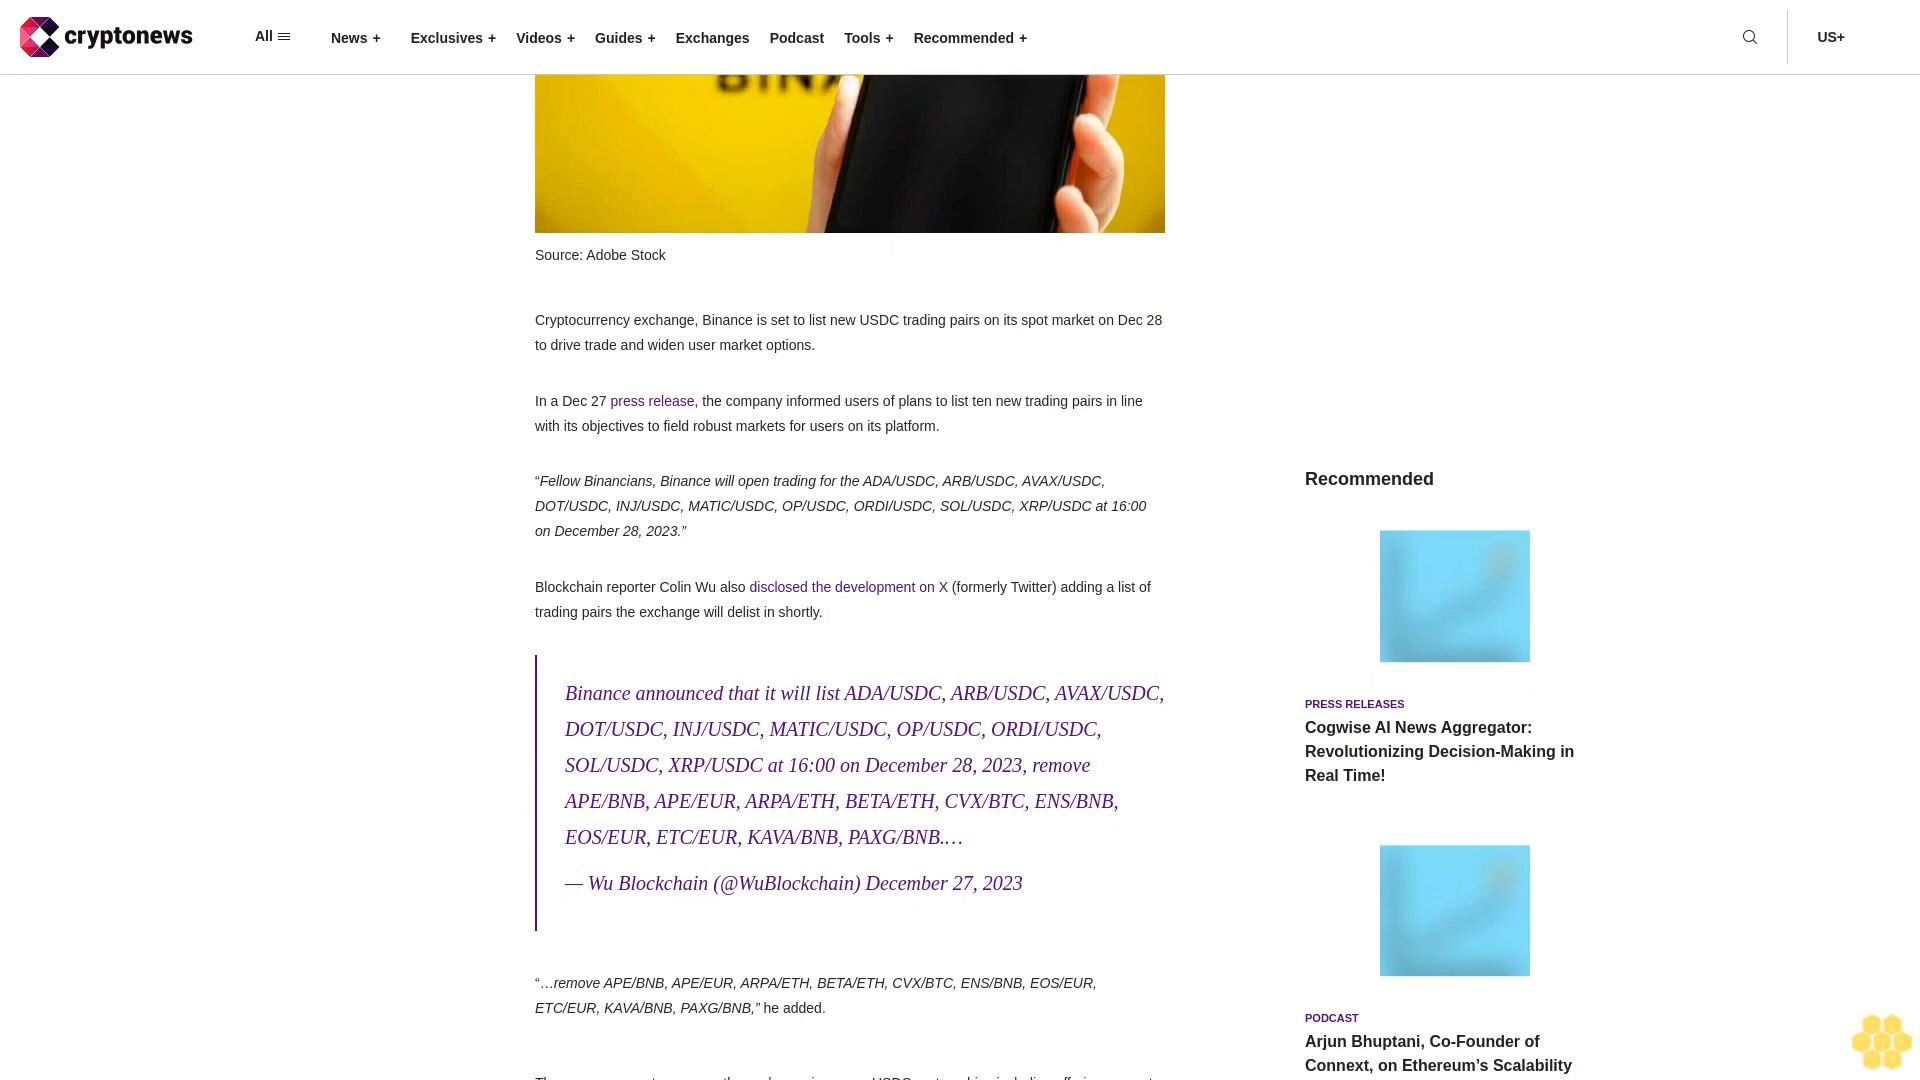 cryptonews
All
News +
Exclusives +
Videos +
Guides +
Exchanges
Podcast
Tools +
Recommended +
US+
Source: Adobe Stock
Cryptocurrency exchange, Binance is set to list new USDC trading pairs on its spot market on Dec 28
to drive trade and widen user market options.
In a Dec 27 press release, the company informed users of plans to list ten new trading pairs in line
with its objectives to field robust markets for users on its platform.
“Fellow Binancians, Binance will open trading for the ADA/USDC, ARB/USDC, AVAX/USDC,
DOT/USDC, INJ/USDC, MATIC/USDC, OP/USDC, ORDI/USDC, SOL/USDC, XRP/USDC at 16:00
on December 28, 2023.”
Blockchain reporter Colin Wu also disclosed the development on X (formerly Twitter) adding a list of
trading pairs the exchange will delist in shortly.
Binance announced that it will list ADA/USDC, ARB/USDC, AVAX/USDC,
DOT/USDC, INJ/USDC, MATIC/USDC, OP/USDC, ORDI/USDC,
SOL/USDC, XRP/USDC at 16:00 on December 28, 2023, remove
APE/BNB, APE/EUR, ARPA/ETH, BETA/ETH, CVX/BTC, ENS/BNB,
EOS/EUR, ETC/EUR, KAVA/BNB, PAXG/BNB.…
— Wu Blockchain (@WuBlockchain) December 27, 2023
“…remove APE/BNB, APE/EUR, ARPA/ETH, BETA/ETH, CVX/BTC, ENS/BNB, EOS/EUR,
ETC/EUR, KAVA/BNB, PAXG/BNB,” he added.
Recommended
PRESS RELEASES
Cogwise AI News Aggregator:
Revolutionizing Decision-Making in
Real Time!
PODCAST
Arjun Bhuptani, Co-Founder of
Connext, on Ethereum’s Scalability